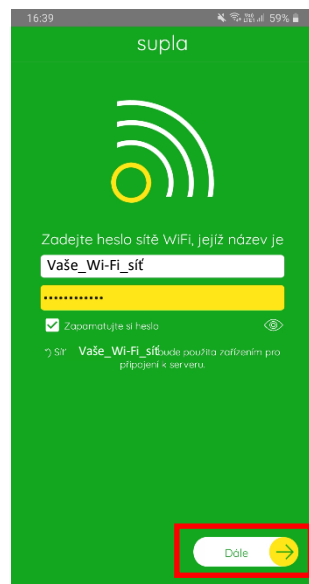 16:39
59%
supla
Zadejte heslo sítě WiFi, jejíž název je
Vaše_Wi-Fi_síť
••••••••••••
Zapamatujte si heslo
*) Síť Vaše_Wi-Fi_síť bude použita zařízením pro
připojení k serveru.
Dále